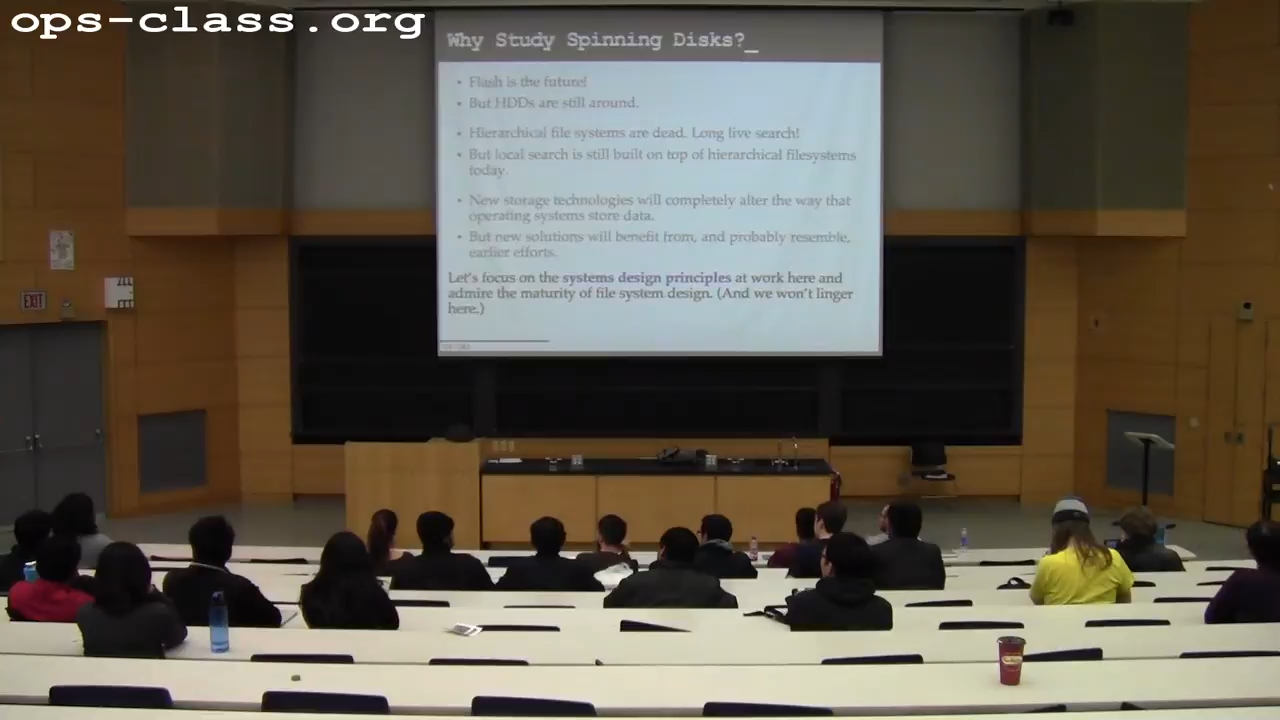 ops-class.org
Why Study Spinning Disks?_
• Flash is the future!
• But HDDs are still around.
• Hierarchical file systems are dead. Long live search!
• But local search is still built on top of hierarchical filesystems
today.
• New storage technologies will completely alter the way that
operating systems store data.
• But new solutions will benefit from, and probably resemble,
earlier efforts.
Let's focus on the systems design principles at work here and
admire the maturity of file system design. (And we won't linger
here.)
EXIT